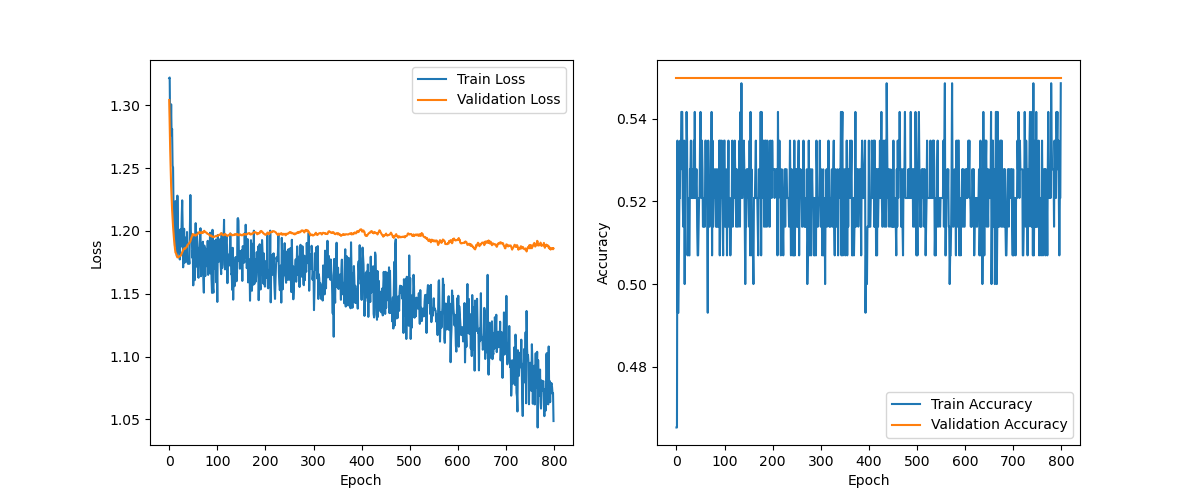 Train Loss
Validation Loss
Loss
1.30
1.25
1.20
1.15
1.10
1.05
0 100 200 300 400 500 600 700 800
Epoch
Accuracy
0.54
0.52
0.50
0.48
Train Accuracy
Validation Accuracy
0 100 200 300 400 500 600 700 800
Epoch